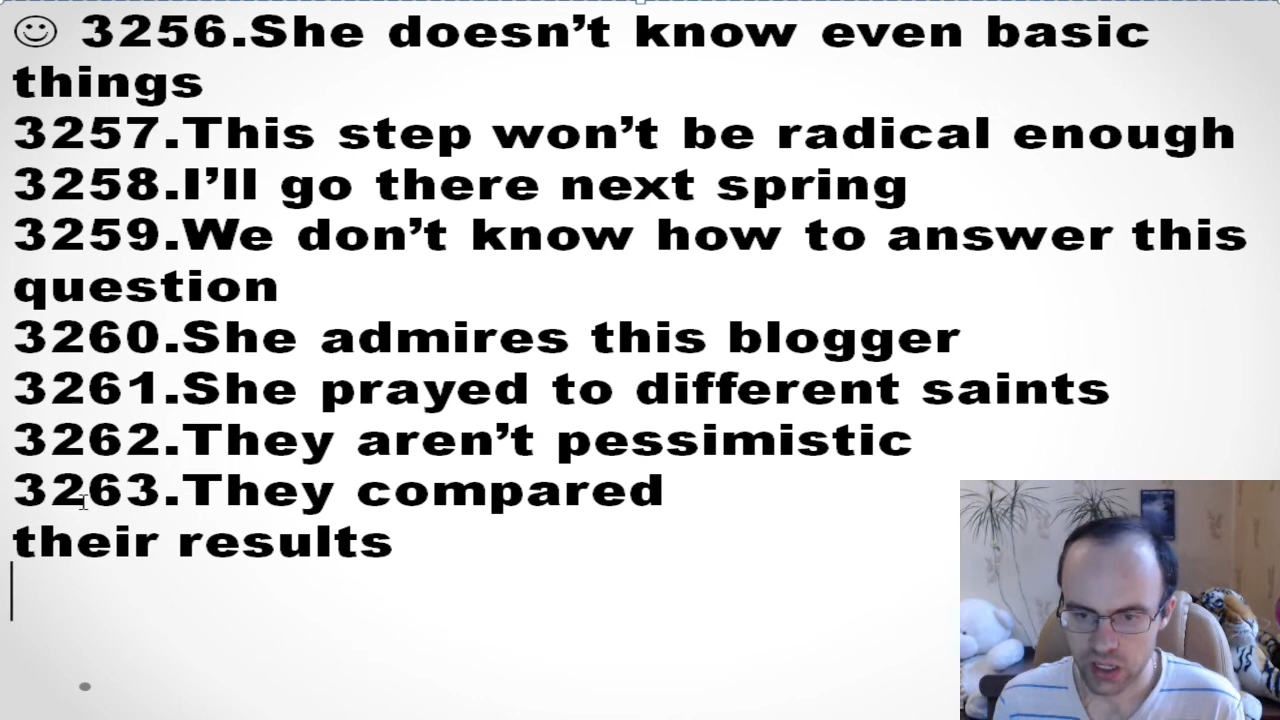 ☺ 3256.She doesn’t know even basic
things
3257.This step won’t be radical enough
3258.I’ll go there next spring
3259.We don’t know how to answer this
question
3260.She admires this blogger
3261.She prayed to different saints
3262.They aren’t pessimistic
3263.They compared
their results